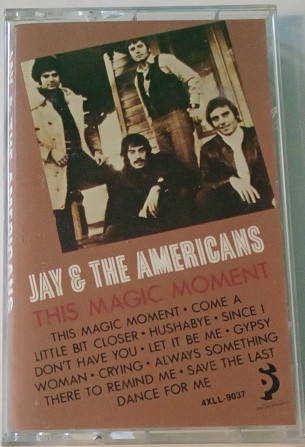 JAY & THE AMERICANS
THIS MAGIC MOMENT
THIS MAGIC MOMENT • COME A
LITTLE BIT CLOSER • HUSHABYE • SINCE I
DON'T HAVE YOU • LET IT BE ME • GYPSY
WOMAN • CRYING • ALWAYS SOMETHING
THERE TO REMIND ME • SAVE THE LAST
DANCE FOR ME
4XLL-9037